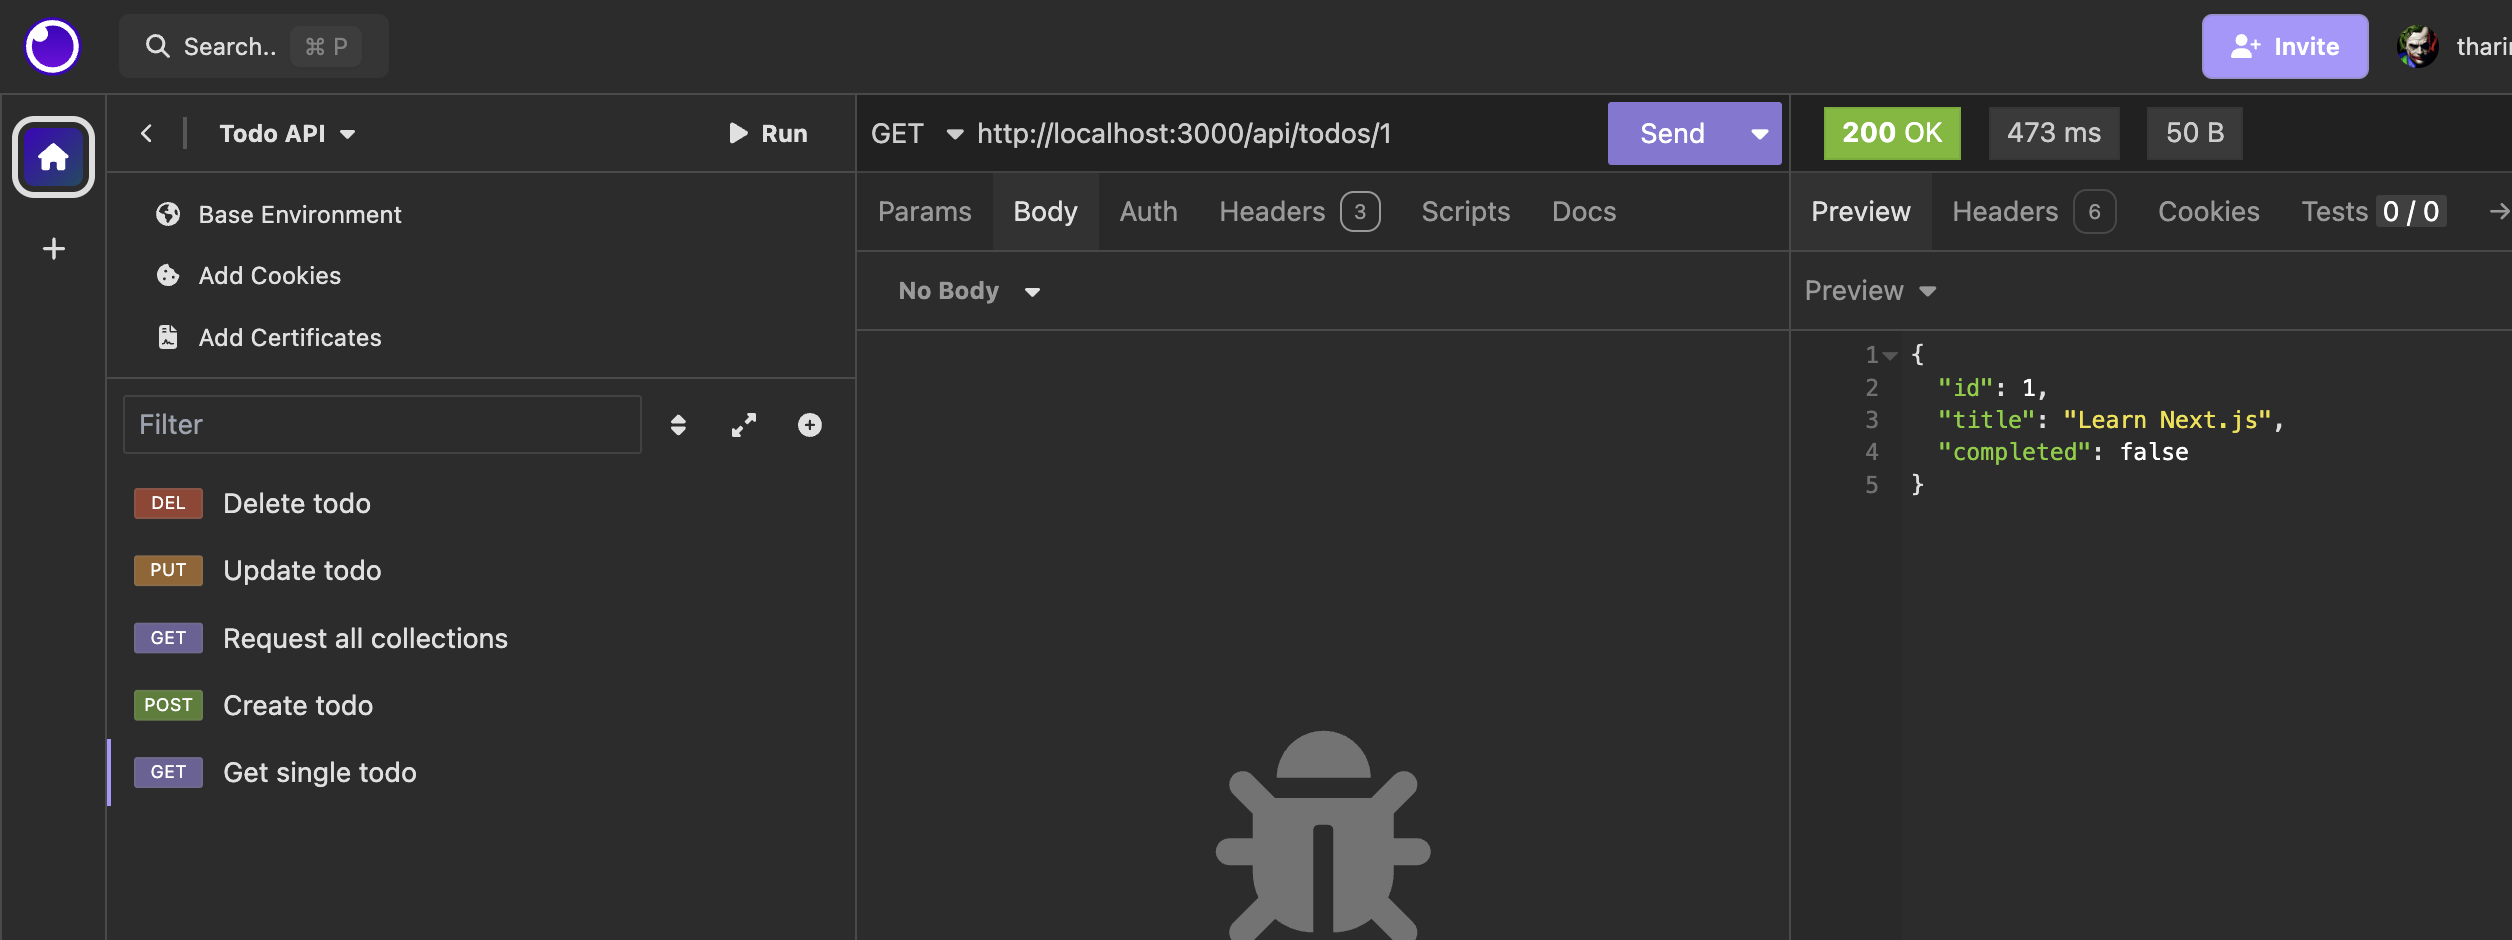 Search.. ⌘ P
Invite
Todo API
Run
Base Environment
Add Cookies
Add Certificates
Filter
DEL Delete todo
PUT Update todo
GET Request all collections
POST Create todo
GET Get single todo
GET http://localhost:3000/api/todos/1
Send
Params Body Auth Headers 3 Scripts Docs
No Body
200 OK 473 ms 50 B
Preview Headers 6 Cookies Tests 0 / 0
Preview
1 {
2 "id": 1,
3 "title": "Learn Next.js",
4 "completed": false
5 }